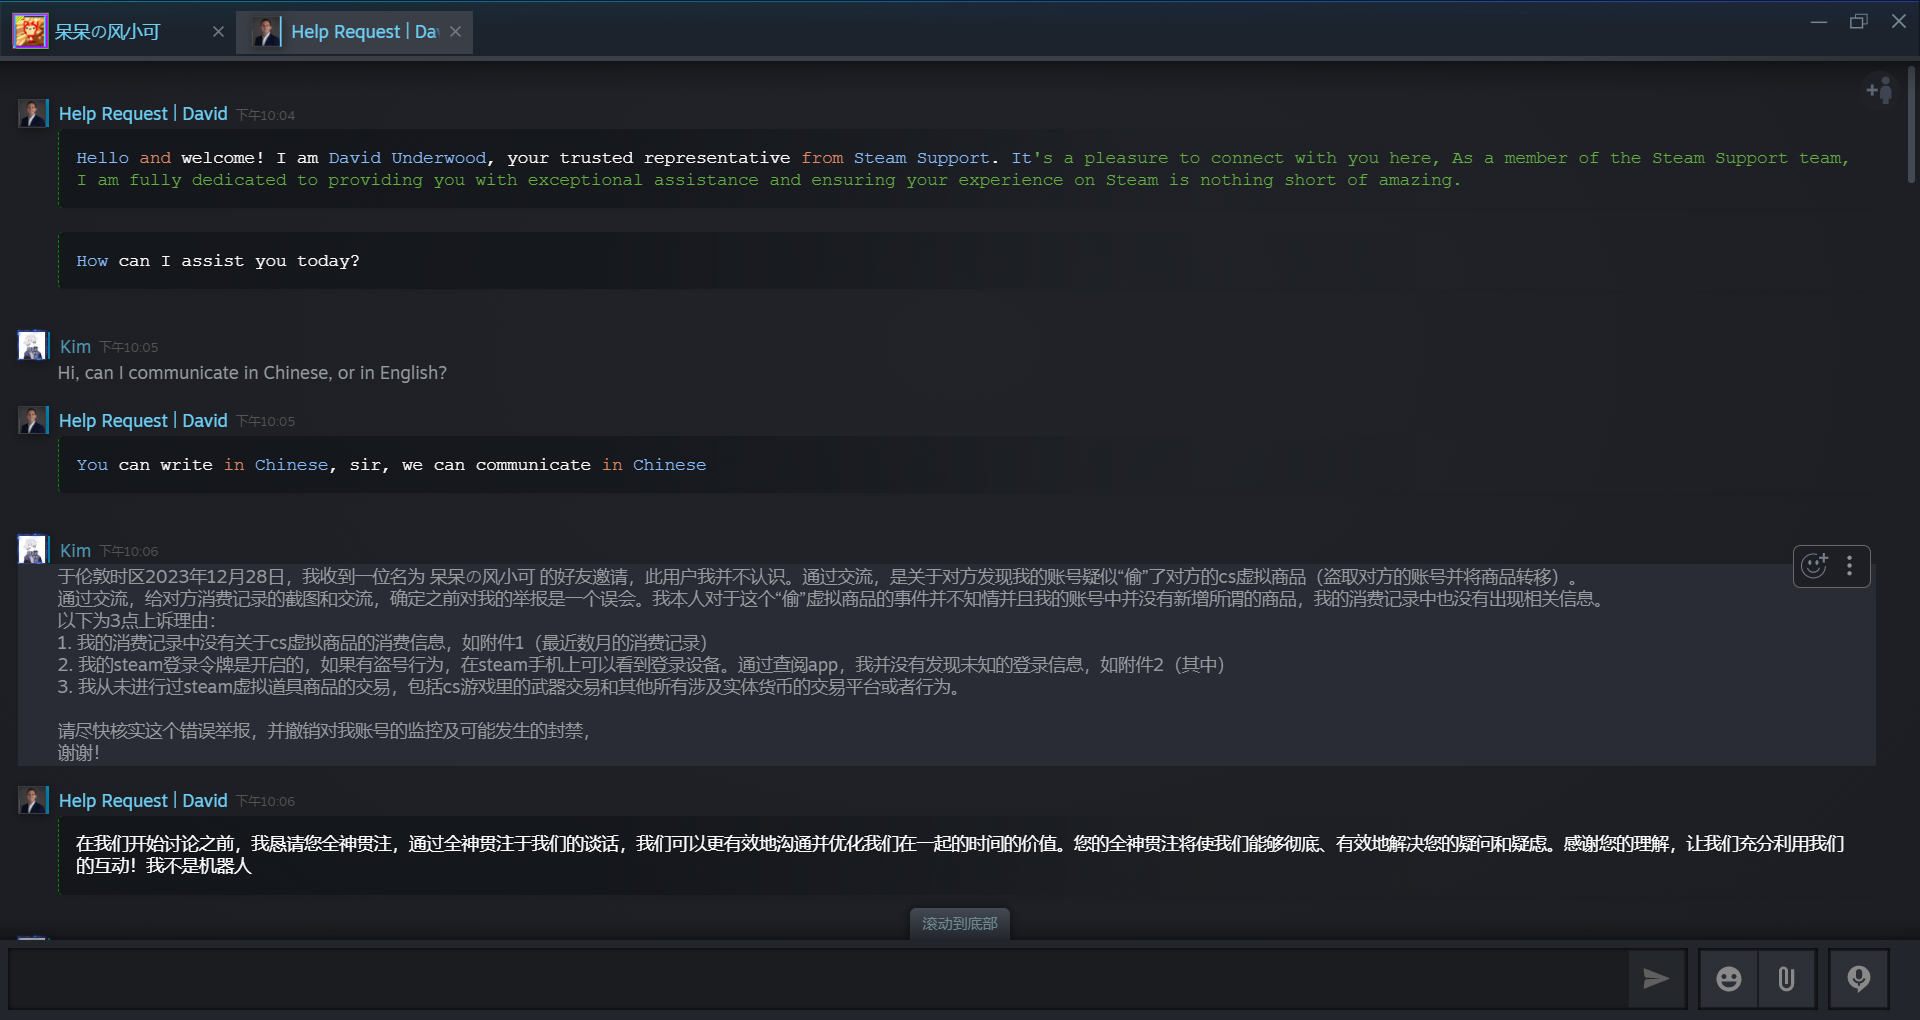 呆呆の风小可
Help Request | Da
Help Request | David 下午10:04
Hello and welcome! I am David Underwood, your trusted representative from Steam Support. It's a pleasure to connect with you here, As a member of the Steam Support team,
I am fully dedicated to providing you with exceptional assistance and ensuring your experience on Steam is nothing short of amazing.
How can I assist you today?
Kim 下午10:05
Hi, can I communicate in Chinese, or in English?
Help Request | David 下午10:05
You can write in Chinese, sir, we can communicate in Chinese
Kim 下午10:06
于伦敦时区2023年12月28日，我收到一位名为 呆呆の风小可 的好友邀请，此用户我并不认识。通过交流，是关于对方发现我的账号疑似“偷”了对方的cs虚拟商品（盗取对方的账号并将商品转移）。
通过交流，给对方消费记录的截图和交流，确定之前对我的举报是一个误会。我本人对于这个“偷”虚拟商品的事件并不知情并且我的账号中并没有新增所谓的商品，我的消费记录中也没有出现相关信息。
以下为3点上诉理由：
1. 我的消费记录中没有关于cs虚拟商品的消费信息，如附件1（最近数月的消费记录）
2. 我的steam登录令牌是开启的，如果有盗号行为，在steam手机上可以看到登录设备。通过查阅app，我并没有发现未知的登录信息，如附件2（其中）
3. 我从未进行过steam虚拟道具商品的交易，包括cs游戏里的武器交易和其他所有涉及实体货币的交易平台或者行为。
请尽快核实这个错误举报，并撤销对我账号的监控及可能发生的封禁，
谢谢！
Help Request | David 下午10:06
在我们开始讨论之前，我恳请您全神贯注，通过全神贯注于我们的谈话，我们可以更有效地沟通并优化我们在一起的时间的价值。您的全神贯注将使我们能够彻底、有效地解决您的疑问和疑虑。感谢您的理解，让我们充分利用我们
的互动！我不是机器人
滚动到底部